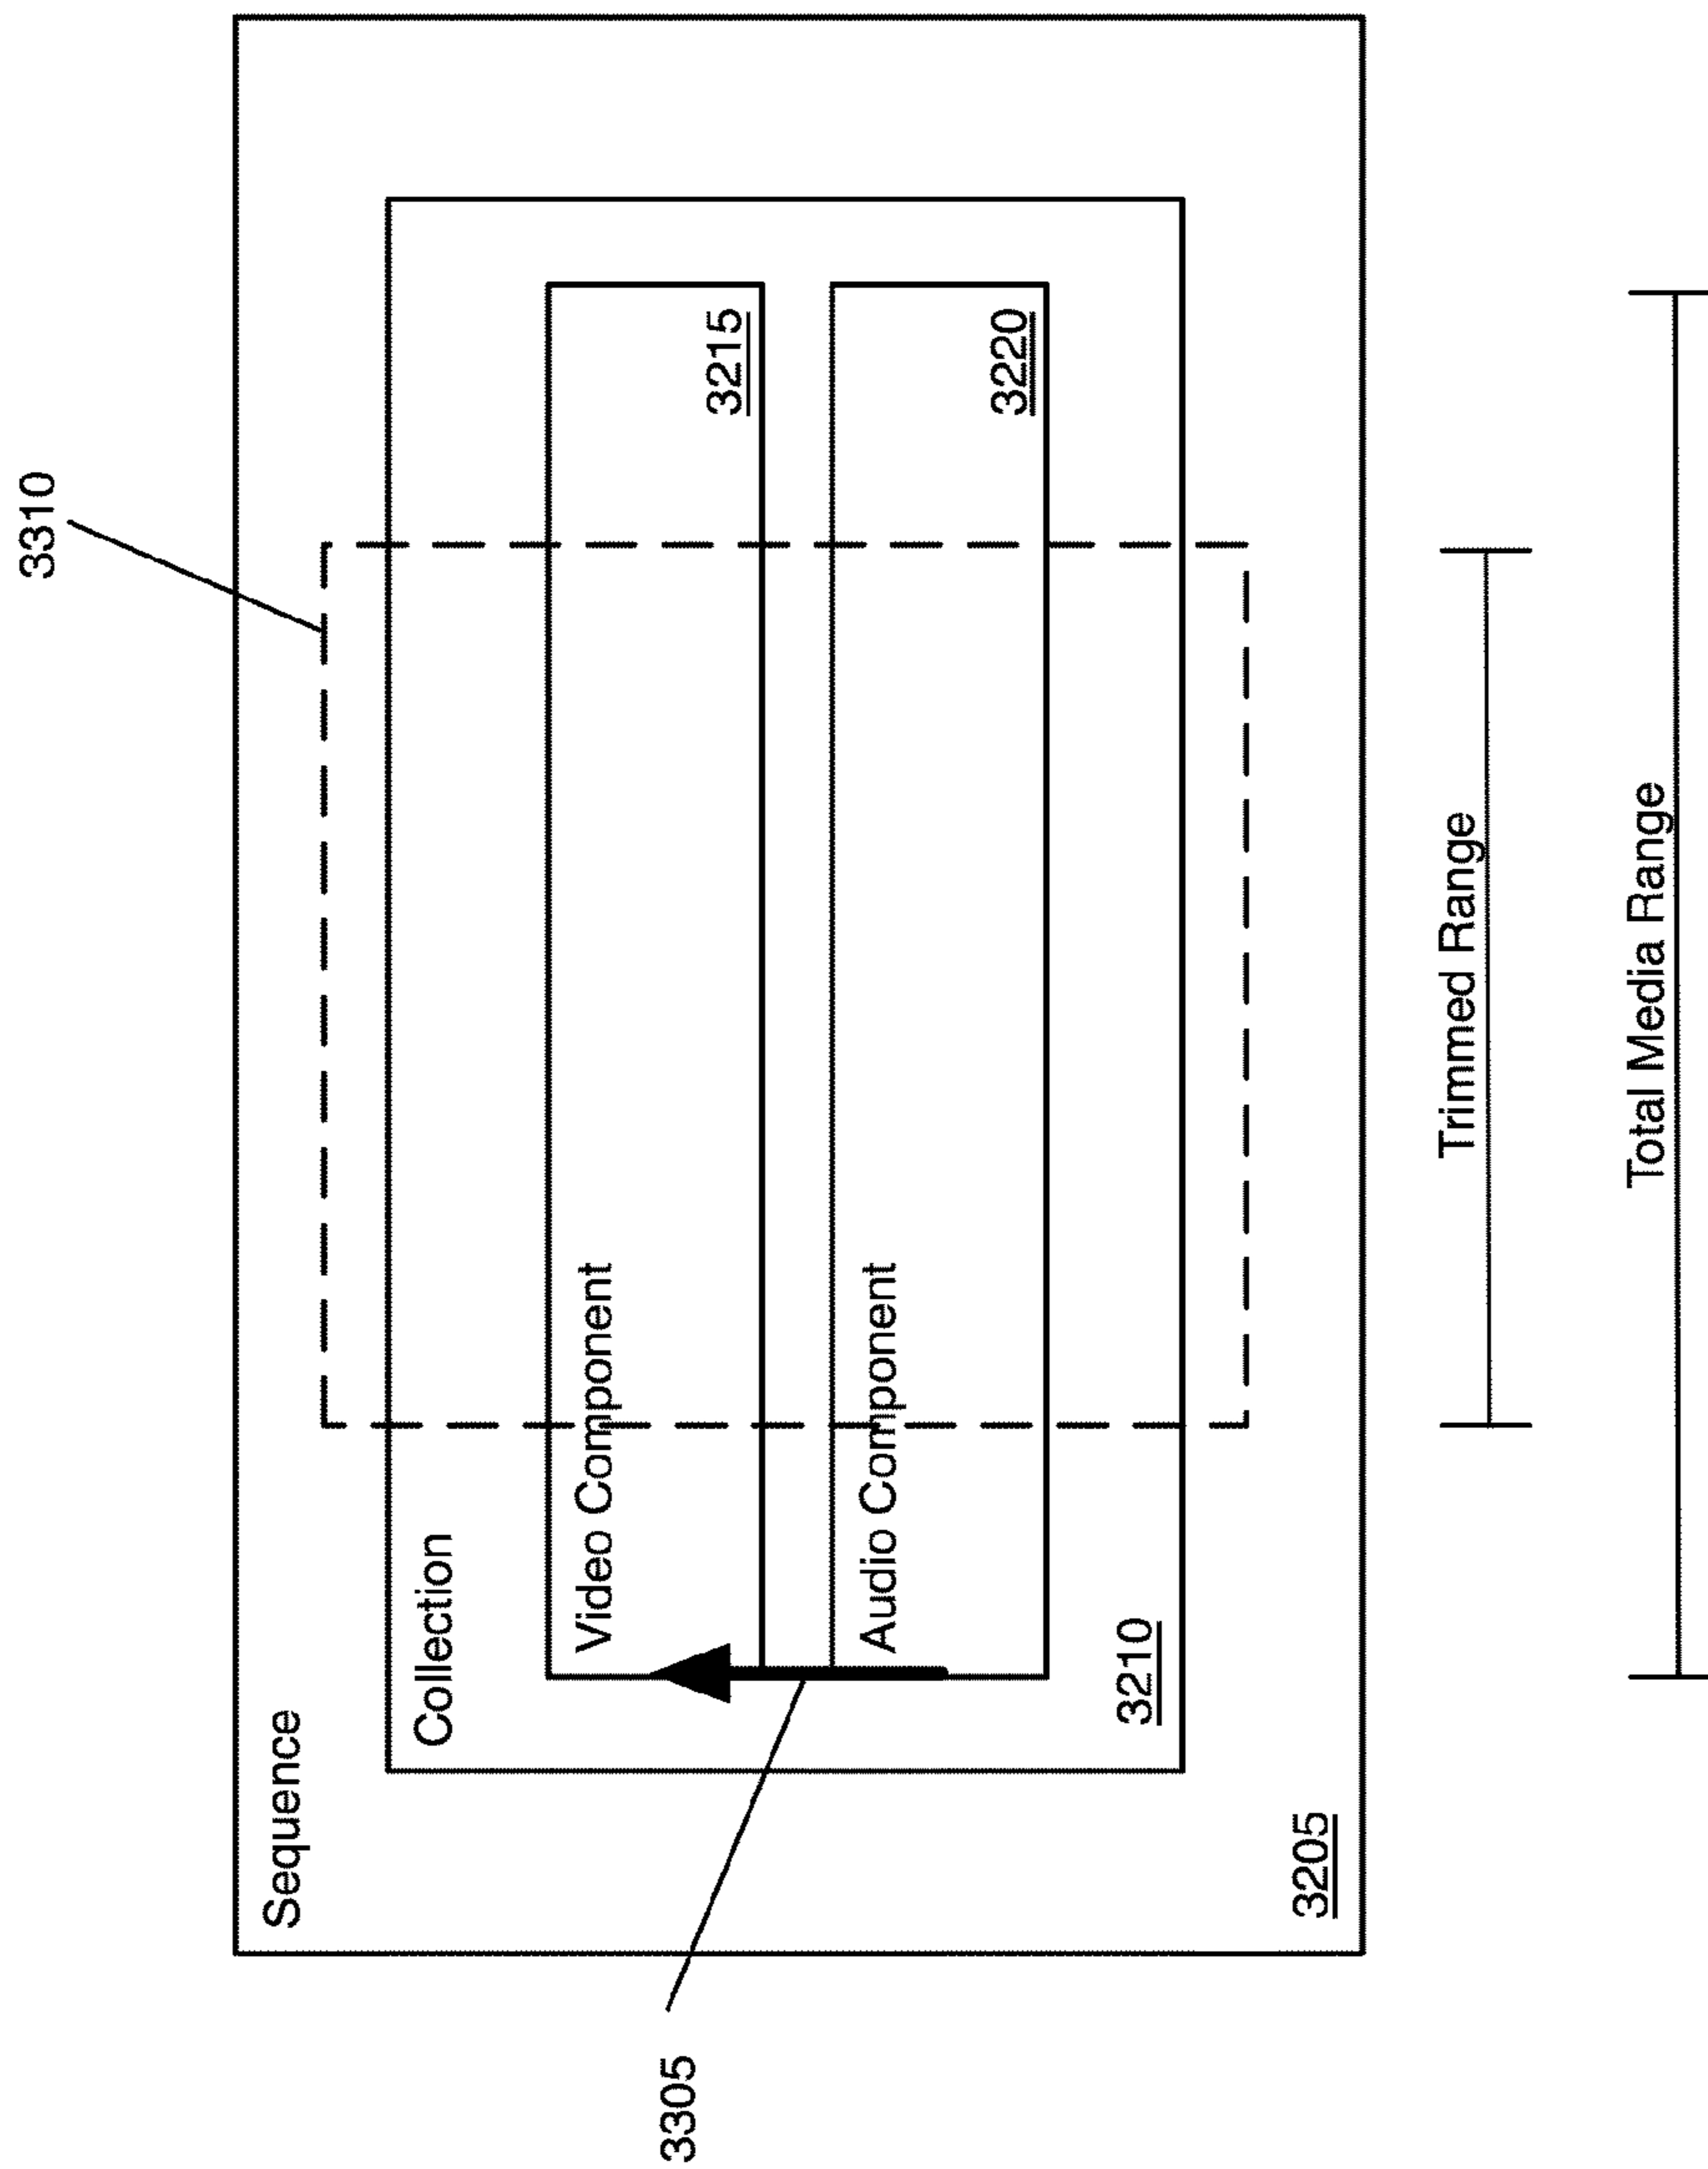 3310
Sequence
Collection
Video Component
3215
Audio Component
3220
3210
3205
3305
Trimmed Range
Total Media Range